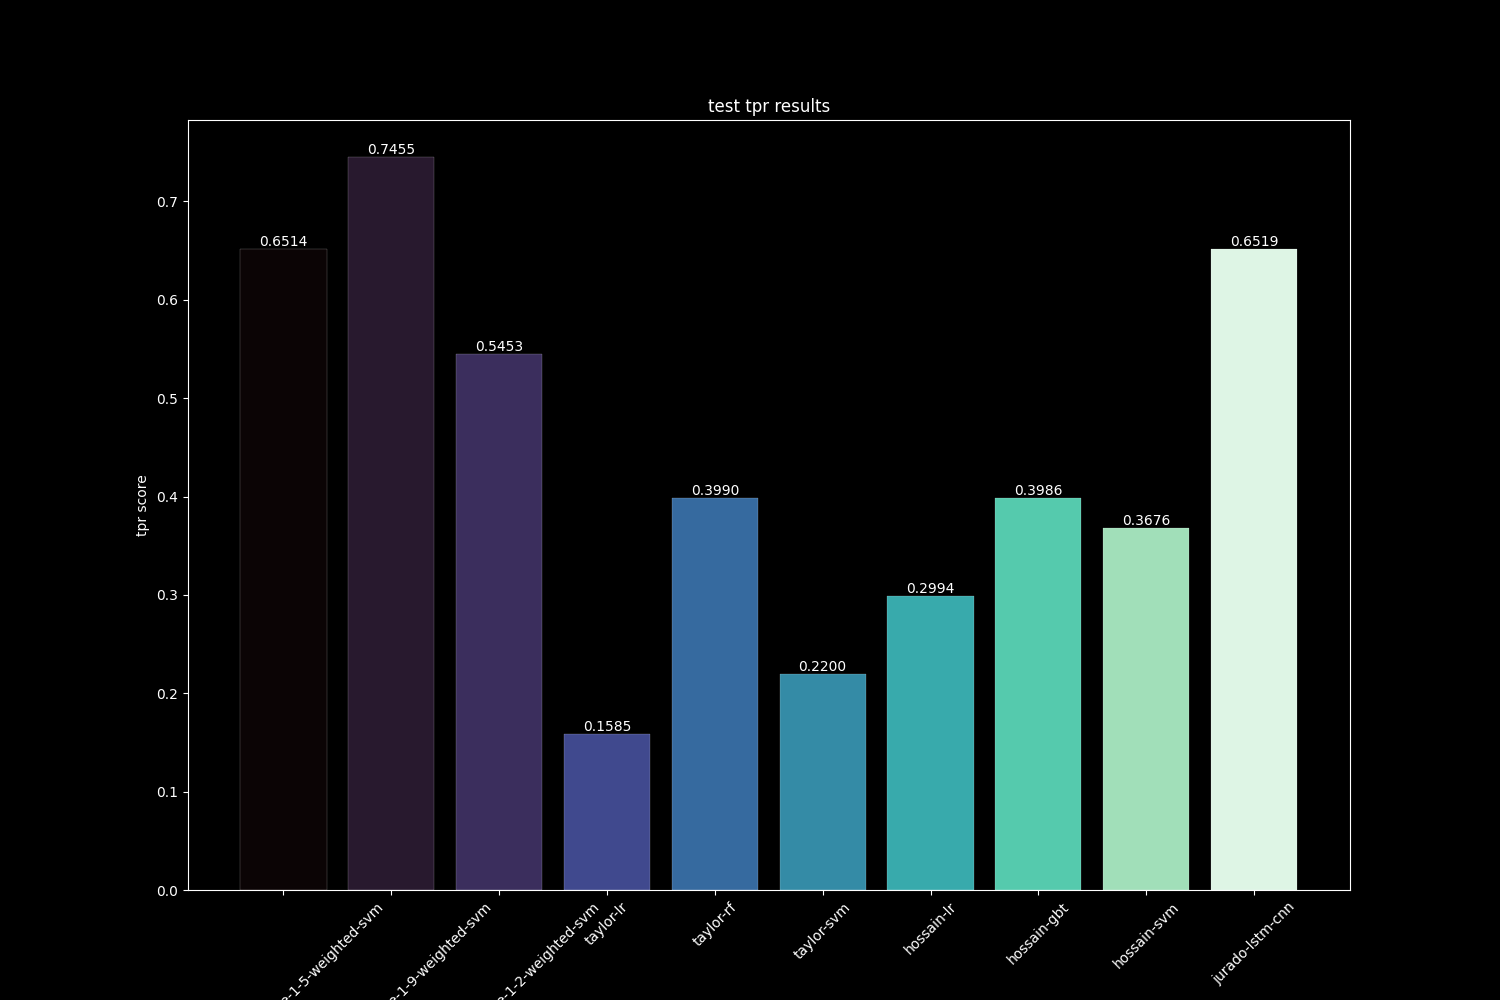 test tpr results
0.7455
0.6514
0.6519
0.5453
0.3990
0.3986
0.3676
0.2994
0.2200
0.1585
0.7
0.6
0.5
0.4
0.3
0.2
0.1
0.0
tpr score
-1-5-weighted-svm
-1-9-weighted-svm
-1-2-weighted-svm
taylor-lr
taylor-rf
taylor-svm
hossain-lr
hossain-gbt
hossain-svm
jurado-lstm-cnn